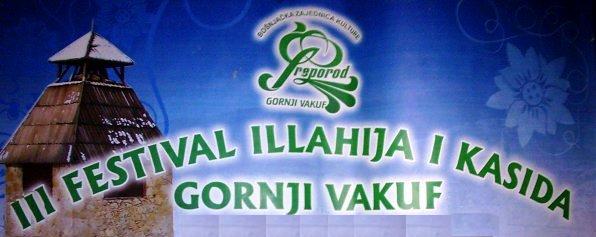 BOŠNJAČKA ZAJEDNICA KULTURE
Preporod
GORNJI VAKUF
III FESTIVAL ILLAHIJA I KASIDA
GORNJI VAKUF